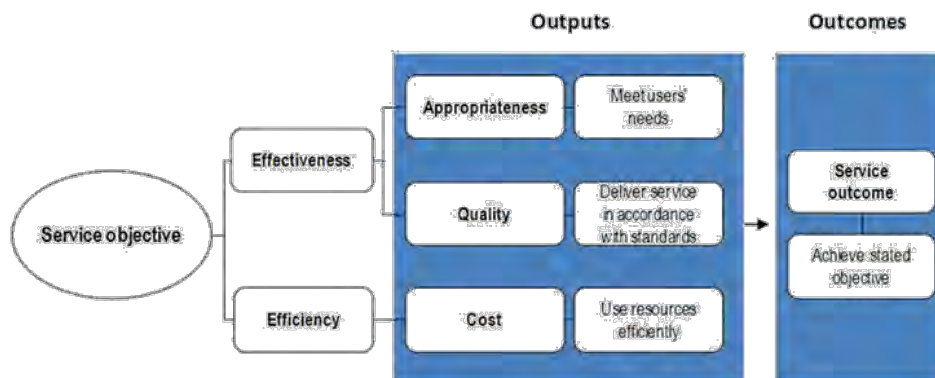 Outputs
Outcomes
Service objective
Effectiveness
Efficiency
Appropriateness
Meet users'
needs
Quality
Deliver service
in accordance
with standards
Cost
Use resources
efficiently
Service
outcome
Achieve stated
objective